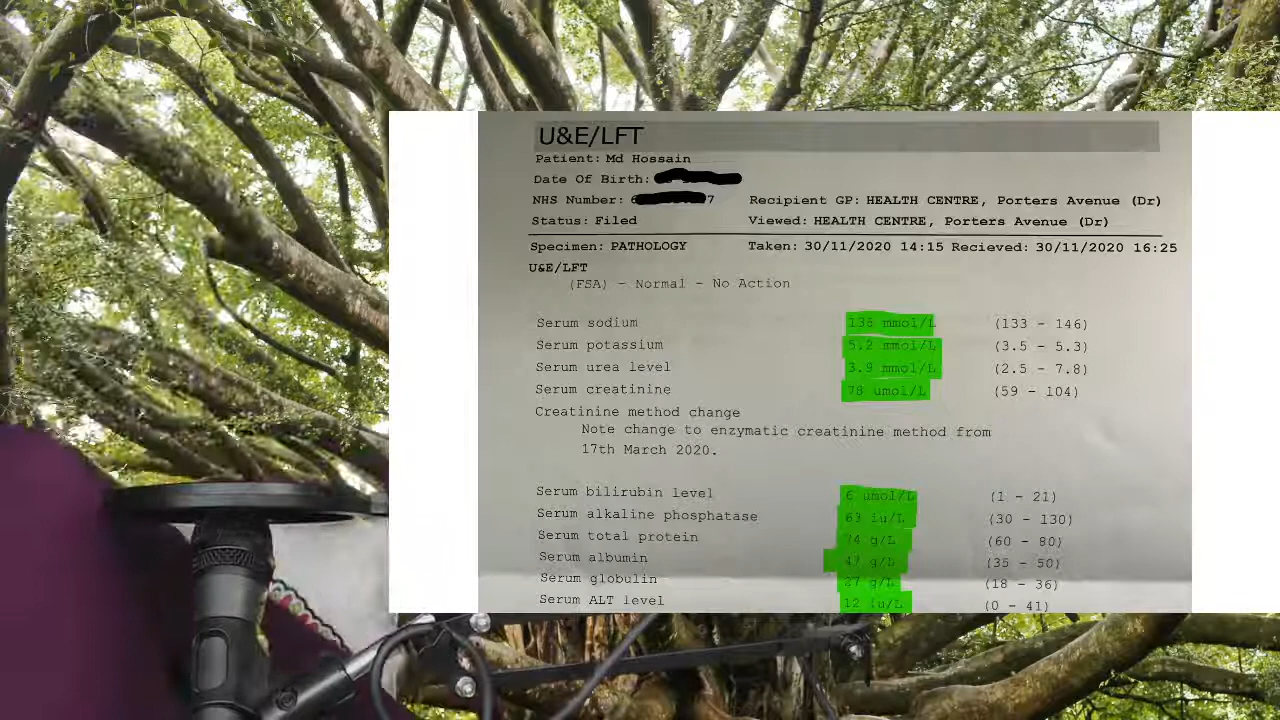 U&E/LFT
Patient: Md Hossain
Date Of Birth:
NHS Number: 6 7 Recipient GP: HEALTH CENTRE, Porters Avenue (Dr)
Status: Filed Viewed: HEALTH CENTRE, Porters Avenue (Dr)
Specimen: PATHOLOGY Taken: 30/11/2020 14:15 Recieved: 30/11/2020 16:25
U&E/LFT
(FSA) - Normal - No Action
Serum sodium mmol/L (133 - 146)
Serum potassium 5.2 mmol/L (3.5 - 5.3)
Serum urea level 3.9 mmol/L (2.5 - 7.8)
Serum creatinine 78 umol/L (59 - 104)
Creatinine method change
Note change to enzymatic creatinine method from
17th March 2020.
Serum bilirubin level 6 umol/L (1 - 21)
Serum alkaline phosphatase 63 iu/L (30 - 130)
Serum total protein 74 g/L (60 - 80)
Serum albumin 47 g/L (35 - 50)
Serum globulin 27 g/L (18 - 36)
Serum ALT level 12 iu/L (0 - 41)